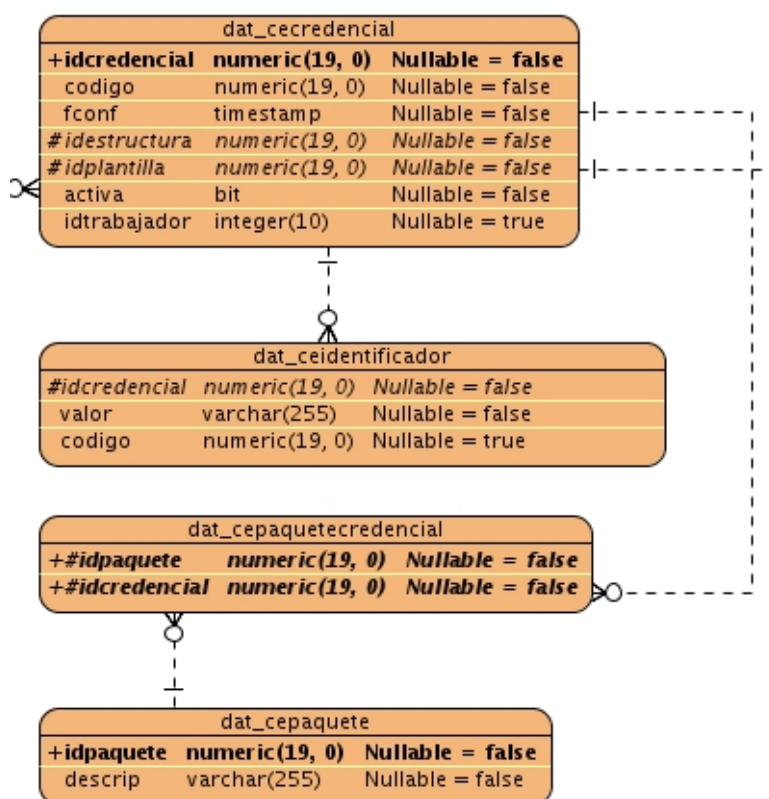 dat_cecredencial
+idcredencial numeric(19, 0) Nullable = false
codigo numeric(19, 0) Nullable = false
fconf timestamp Nullable = false
#idestructura numeric(19, 0) Nullable = false
#idplantilla numeric(19, 0) Nullable = false
activa bit Nullable = false
idtrabajador integer(10) Nullable = true
dat_ceidentificador
#idcredencial numeric(19, 0) Nullable = false
valor varchar(255) Nullable = false
codigo numeric(19, 0) Nullable = true
dat_cepaquetecredencial
+#idpaquete numeric(19, 0) Nullable = false
+#idcredencial numeric(19, 0) Nullable = false
dat_cepaquete
+idpaquete numeric(19, 0) Nullable = false
descrip varchar(255) Nullable = false